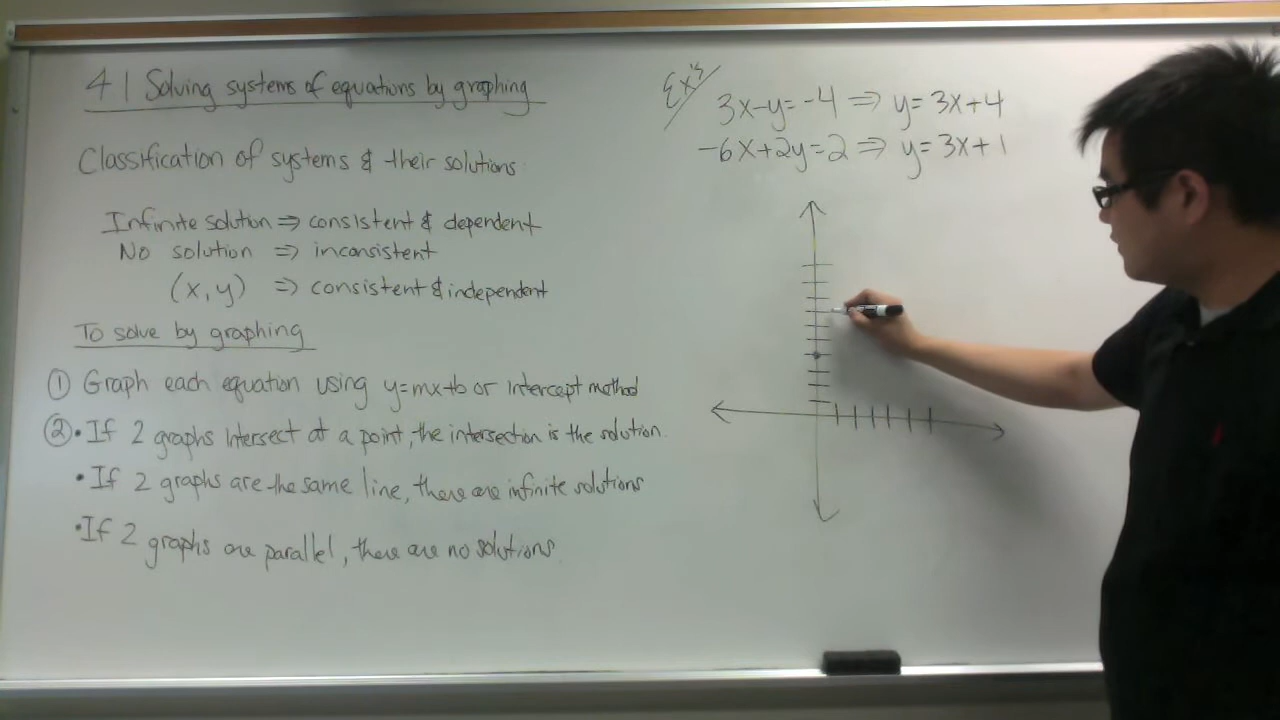 4 1 Solving systems of equations by graphing
Classification of systems & their solutions
Infinite solution ⇒ consistent & dependent
No solution ⇒ inconsistent
(x, y) ⇒ consistent & independent
To solve by graphing
① Graph each equation using y=mx+b or intercept method
② • If 2 graphs intersect at a point, the intersection is the solution.
• If 2 graphs are the same line, there are infinite solutions
• If 2 graphs are parallel, there are no solutions.
Ex's
3x-y=-4 ⇒ y=3x+4
-6x+2y=2 ⇒ y=3x+1